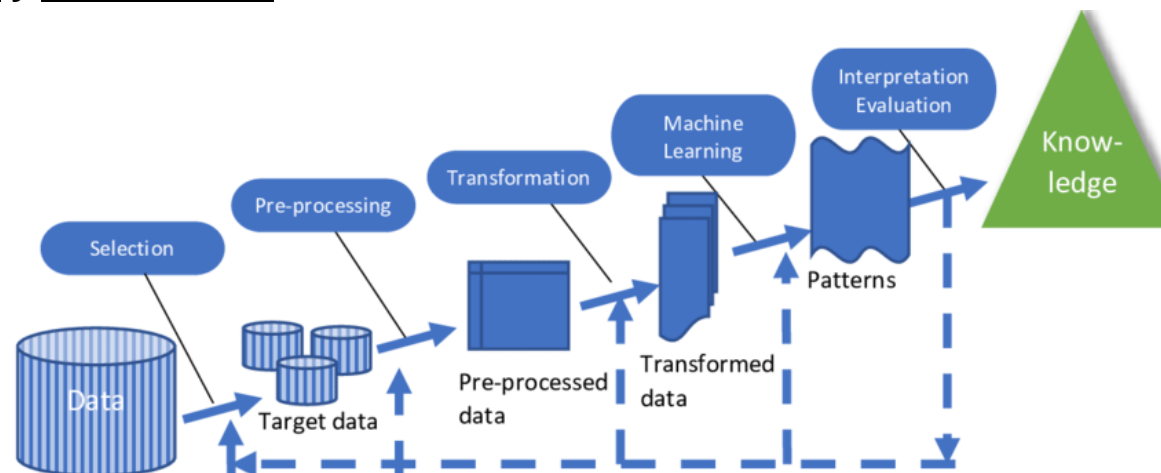 Interpretation
Evaluation
Machine
Learning
Know-
ledge
Transformation
Pre-processing
Selection
Patterns
Transformed
data
Pre-processed
data
Target data
Data